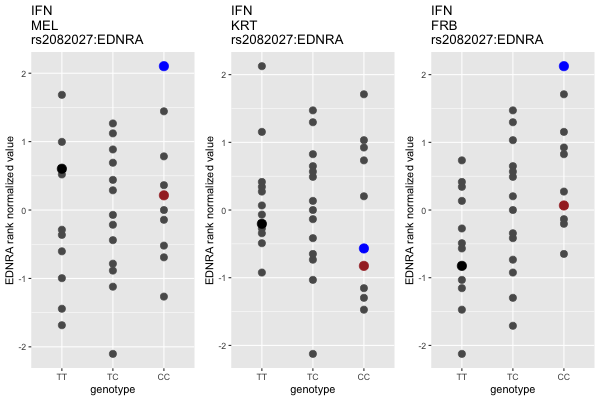 IFN
MEL
rs2082027:EDNRA
EDNRA rank normalized value
2
1
0
-1
-2
TT
TC
CC
genotype
IFN
KRT
rs2082027:EDNRA
EDNRA rank normalized value
2
1
0
-1
-2
TT
TC
CC
genotype
IFN
FRB
rs2082027:EDNRA
EDNRA rank normalized value
2
1
0
-1
-2
TT
TC
CC
genotype